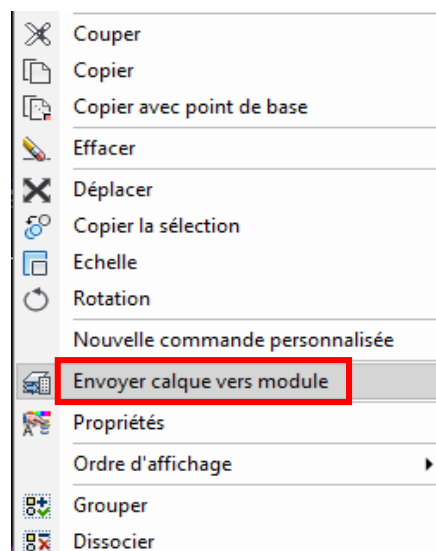 Couper
Copier
Copier avec point de base
Effacer
Déplacer
Copier la sélection
Echelle
Rotation
Nouvelle commande personnalisée
Envoyer calque vers module
Propriétés
Ordre d'affichage
Grouper
Dissocier